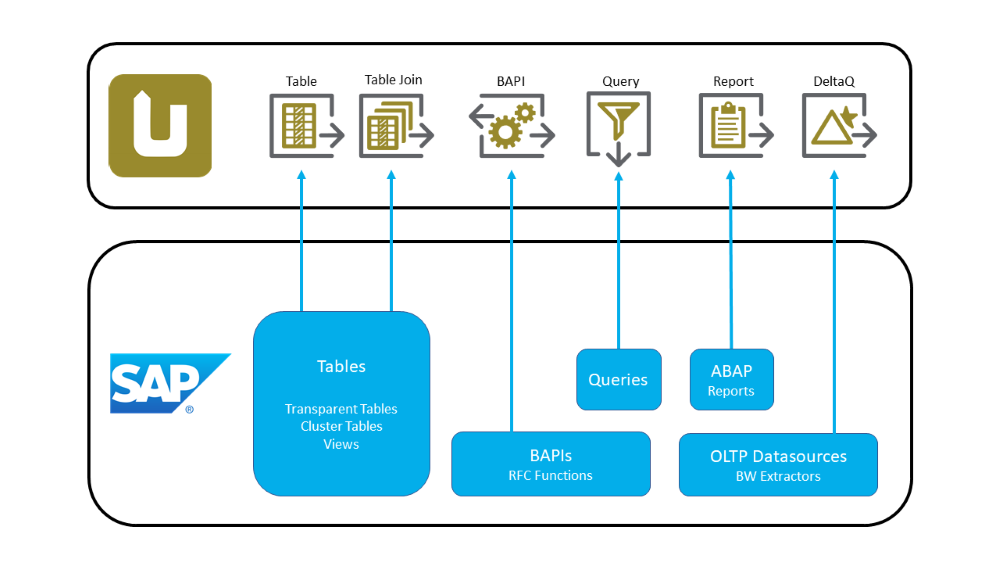 Table
Table Join
BAPI
Query
Report
DeltaQ
U
SAP
®
Tables
Transparent Tables
Cluster Tables
Views
Queries
ABAP
Reports
BAPIs
RFC Functions
OLTP Datasources
BW Extractors